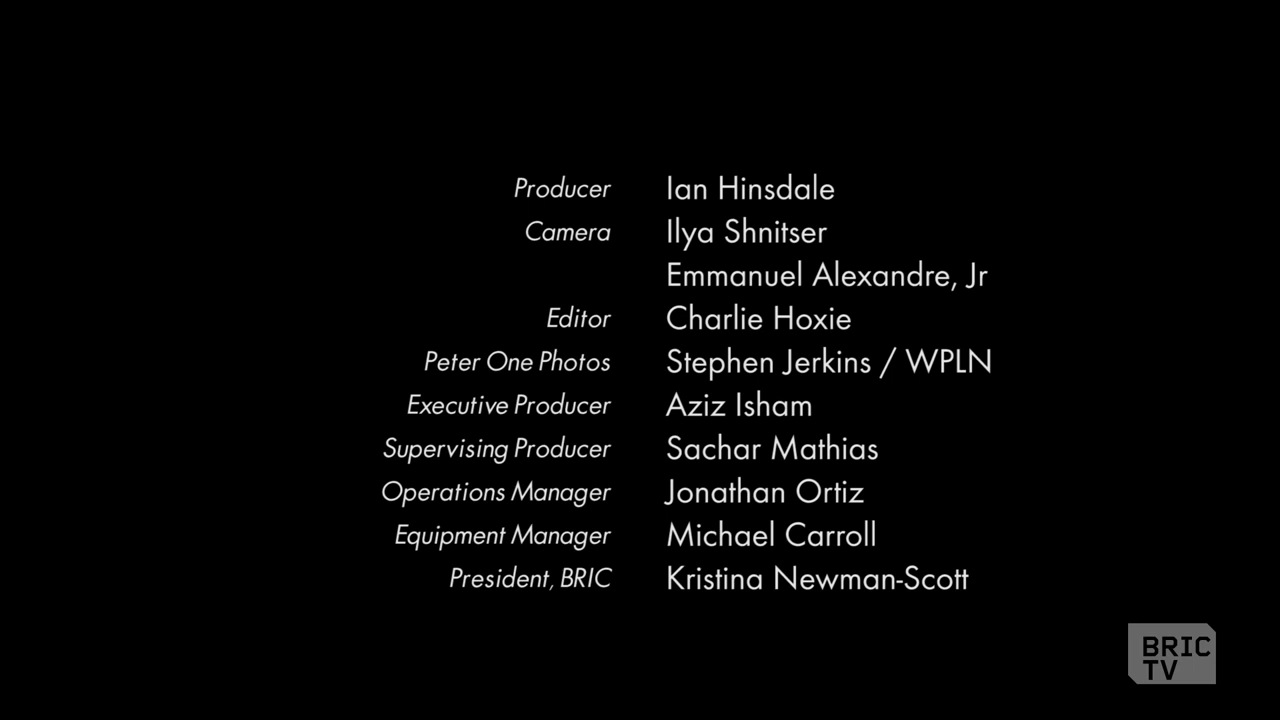 Producer Ian Hinsdale
Camera Ilya Shnitser
Emmanuel Alexandre, Jr
Editor Charlie Hoxie
Peter One Photos Stephen Jerkins / WPLN
Executive Producer Aziz Isham
Supervising Producer Sachar Mathias
Operations Manager Jonathan Ortiz
Equipment Manager Michael Carroll
President, BRIC Kristina Newman-Scott
BRIC
TV